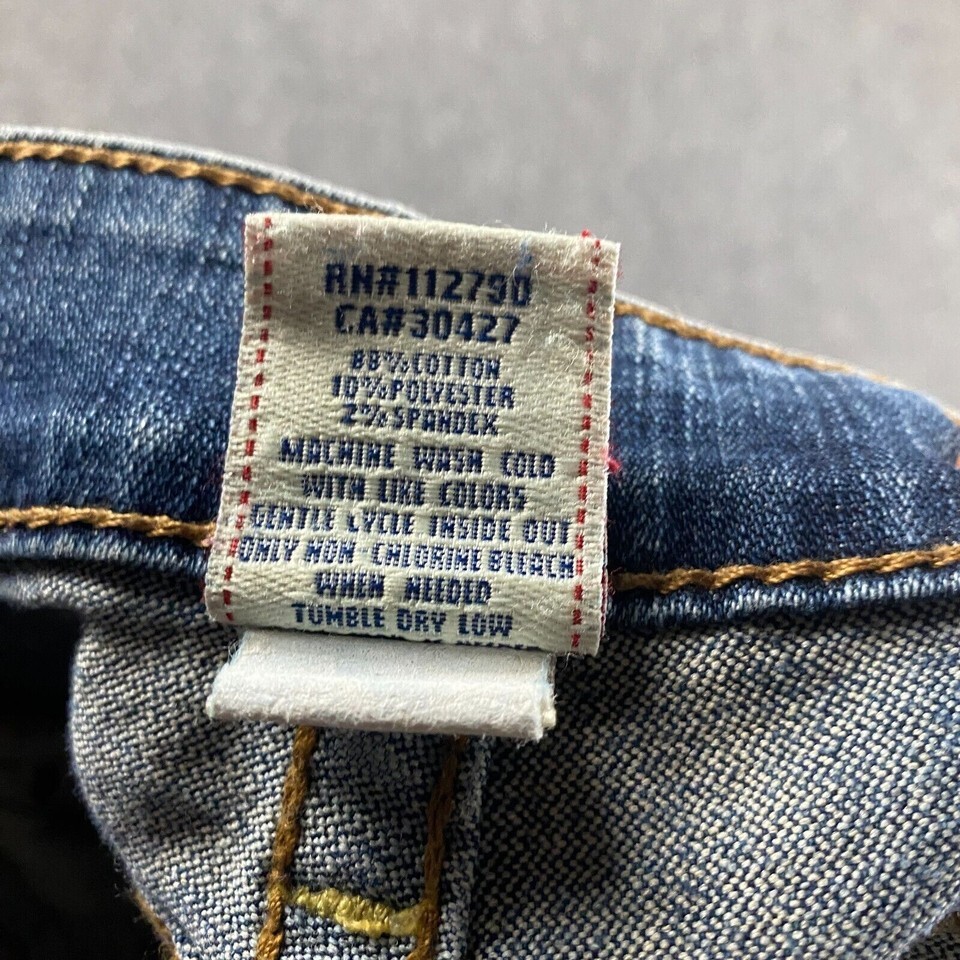 RN#112790
CA#30427
88%COTTON
10%POLYESTER
2%SPANDEX
MACHINE WASH COLD
WITH LIKE COLORS
GENTLE CYCLE INSIDE OUT
ONLY NON-CHLORINE BLEACH
WHEN NEEDED
TUMBLE DRY LOW